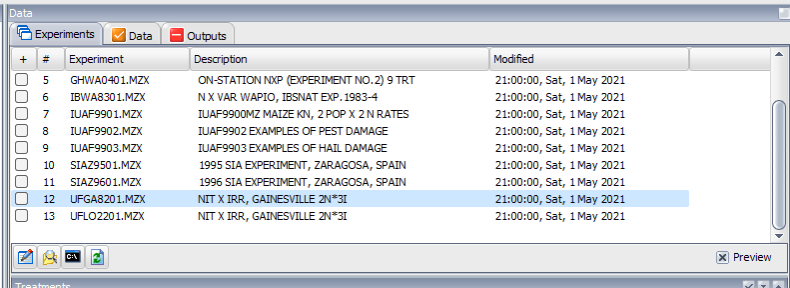 Data
Experiments Data Outputs
+ # Experiment Description Modified
5 GHWA0401.MZX ON-STATION NXP (EXPERIMENT NO.2) 9 TRT 21:00:00, Sat, 1 May 2021
6 IBWA8301.MZX N X VAR WAPIO, IBSNAT EXP. 1983-4 21:00:00, Sat, 1 May 2021
7 IUAF9901.MZX IUAF9900MZ MAIZE KN, 2 POP X 2 N RATES 21:00:00, Sat, 1 May 2021
8 IUAF9902.MZX IUAF9902 EXAMPLES OF PEST DAMAGE 21:00:00, Sat, 1 May 2021
9 IUAF9903.MZX IUAF9903 EXAMPLES OF HAIL DAMAGE 21:00:00, Sat, 1 May 2021
10 SIAZ9501.MZX 1995 SIA EXPERIMENT, ZARAGOSA, SPAIN 21:00:00, Sat, 1 May 2021
11 SIAZ9601.MZX 1996 SIA EXPERIMENT, ZARAGOSA, SPAIN 21:00:00, Sat, 1 May 2021
12 UFGA8201.MZX NIT X IRR, GAINESVILLE 2N*3I 21:00:00, Sat, 1 May 2021
13 UFLO2201.MZX NIT X IRR, GAINESVILLE 2N*3I 21:00:00, Sat, 1 May 2021
Preview
Treatments